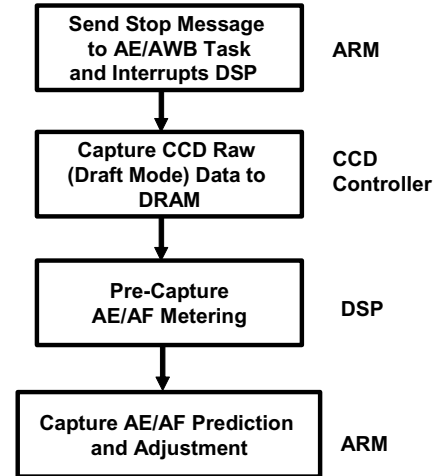 Send Stop Message
to AE/AWB Task
and Interrupts DSP
ARM
Capture CCD Raw
(Draft Mode) Data to
DRAM
CCD
Controller
Pre-Capture
AE/AF Metering
DSP
Capture AE/AF Prediction
and Adjustment
ARM